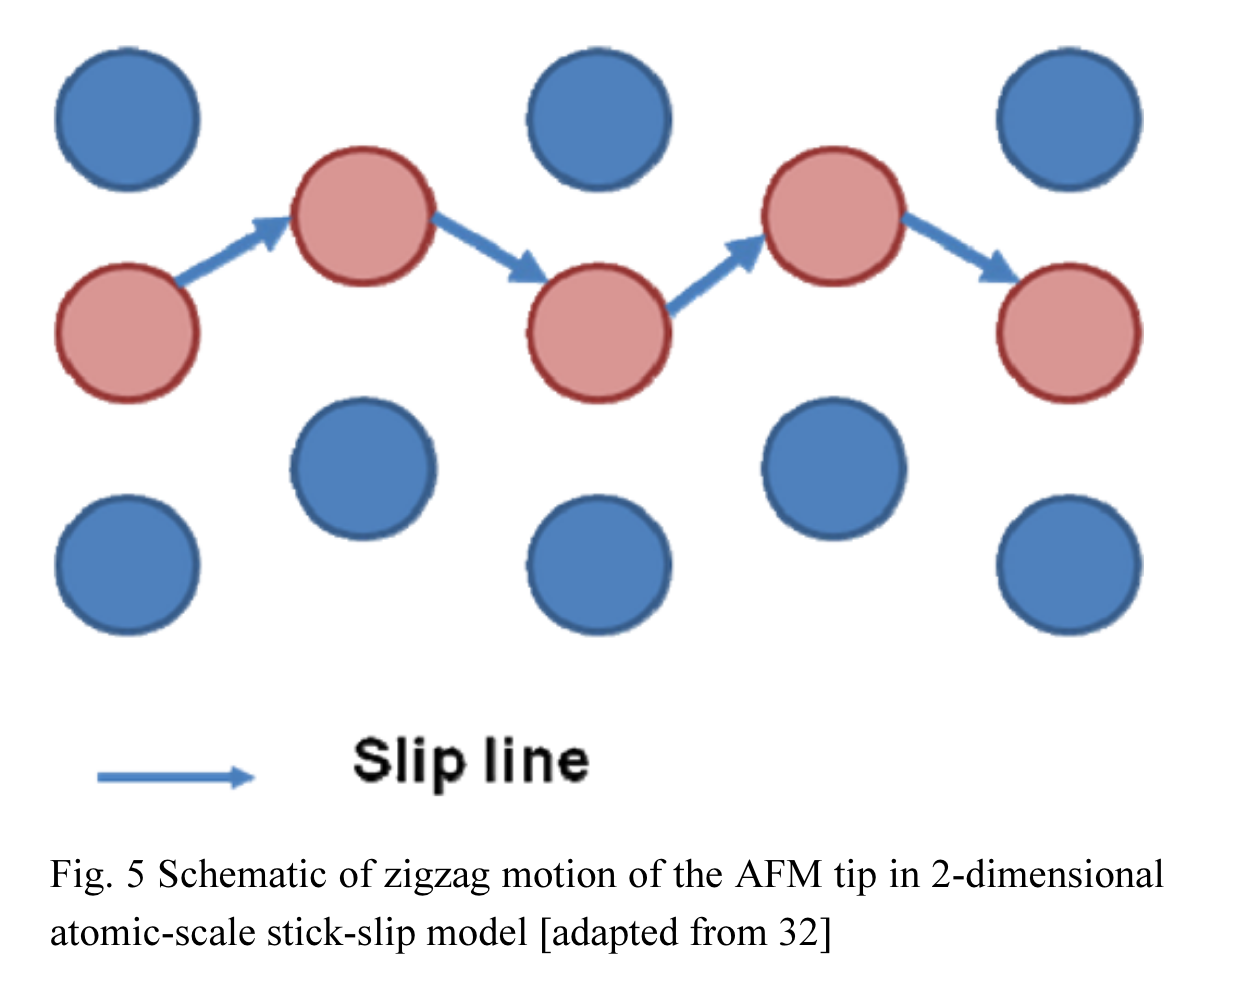 Slip line
Fig. 5 Schematic of zigzag motion of the AFM tip in 2-dimensional
atomic-scale stick-slip model [adapted from 32]